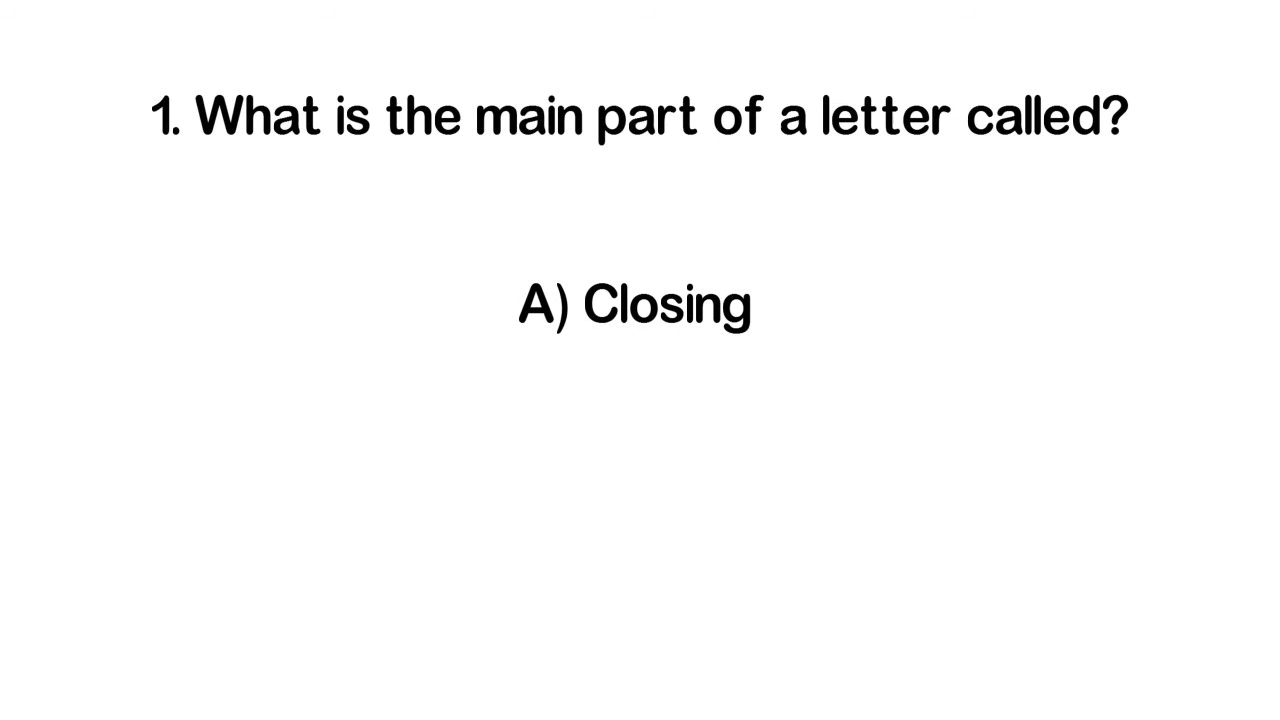 1. What is the main part of a letter called?
A) Closing